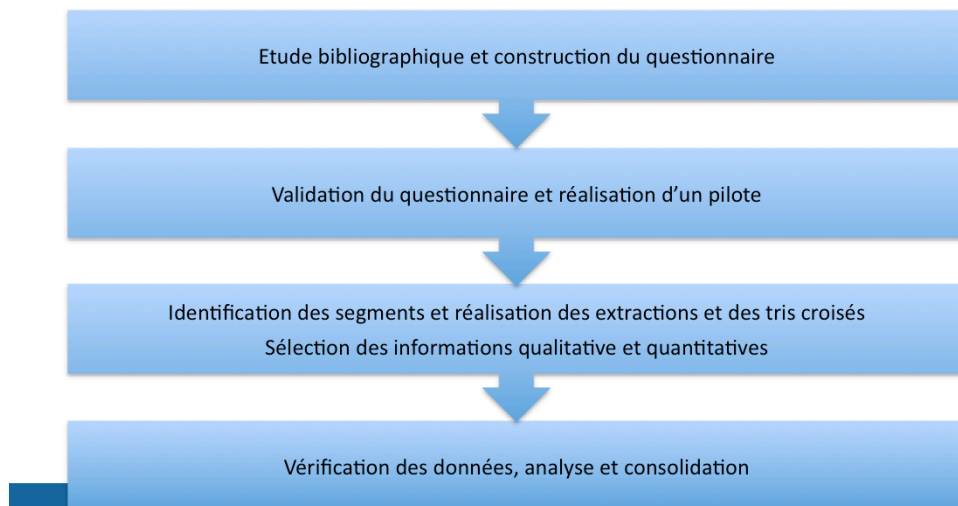 Etude bibliographique et construction du questionnaire
Validation du questionnaire et réalisation d’un pilote
Identification des segments et réalisation des extractions et des tris croisés
Sélection des informations qualitative et quantitatives
Vérification des données, analyse et consolidation